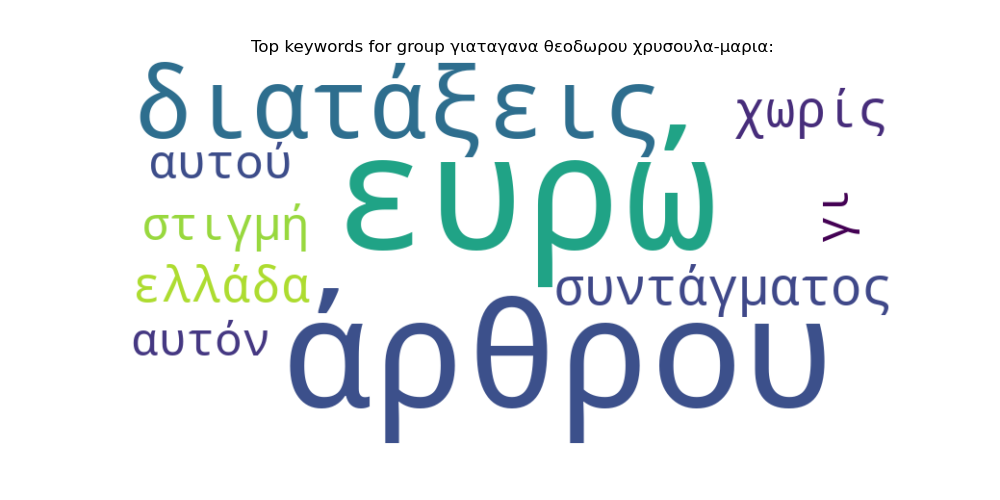 Top keywords for group γιαταγανα θεοδωρου χρυσουλα-μαρια:
διατάξεις
χωρίς
αυτού
ευρώ
στιγμή
γι
ελλάδα
συντάγματος
αυτόν
άρθρου